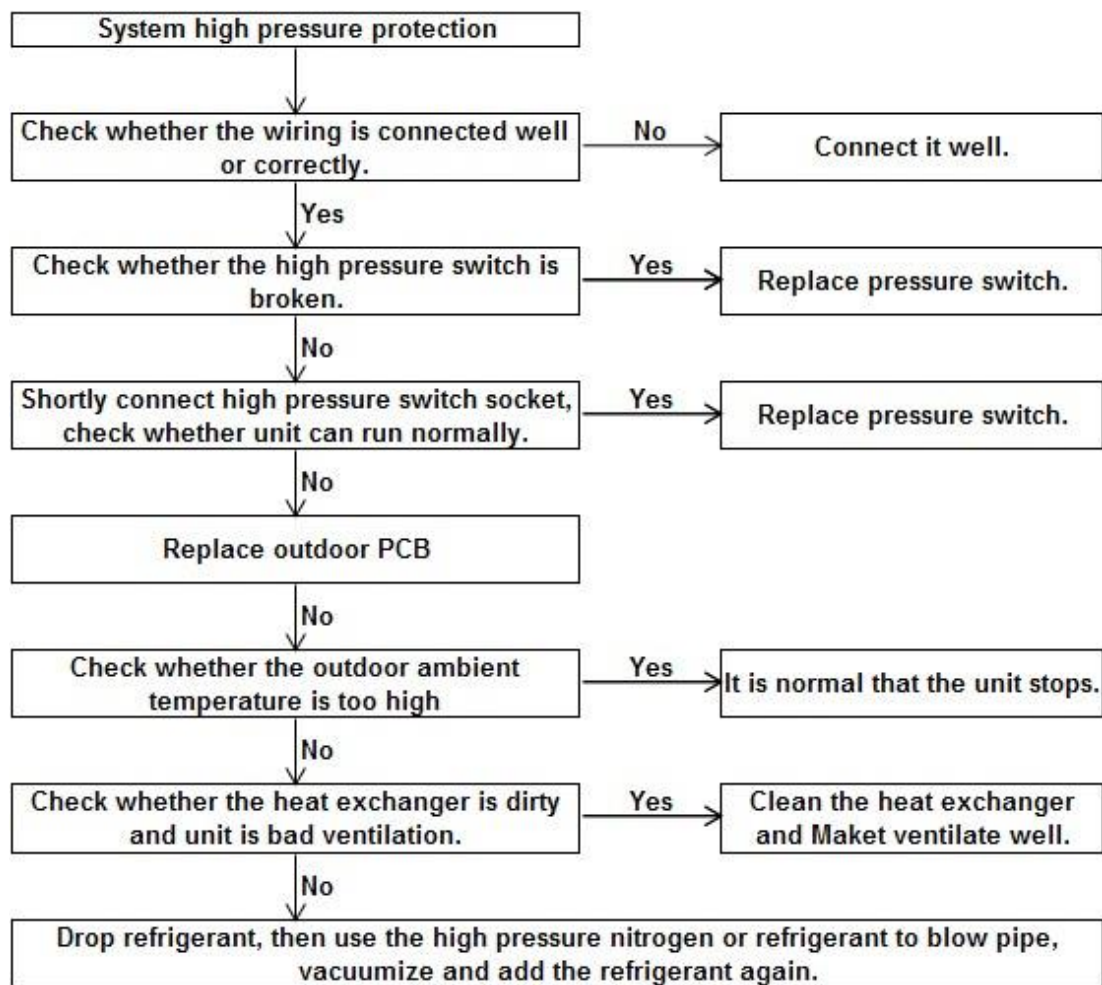 System high pressure protection
Check whether the wiring is connected well
or correctly.
No
Connect it well.
Yes
Check whether the high pressure switch is
broken.
Yes
Replace pressure switch.
No
Shortly connect high pressure switch socket,
check whether unit can run normally.
Yes
Replace pressure switch.
No
Replace outdoor PCB
No
Check whether the outdoor ambient
temperature is too high
Yes
It is normal that the unit stops.
No
Check whether the heat exchanger is dirty
and unit is bad ventilation.
Yes
Clean the heat exchanger
and Maket ventilate well.
No
Drop refrigerant, then use the high pressure nitrogen or refrigerant to blow pipe,
vacuumize and add the refrigerant again.